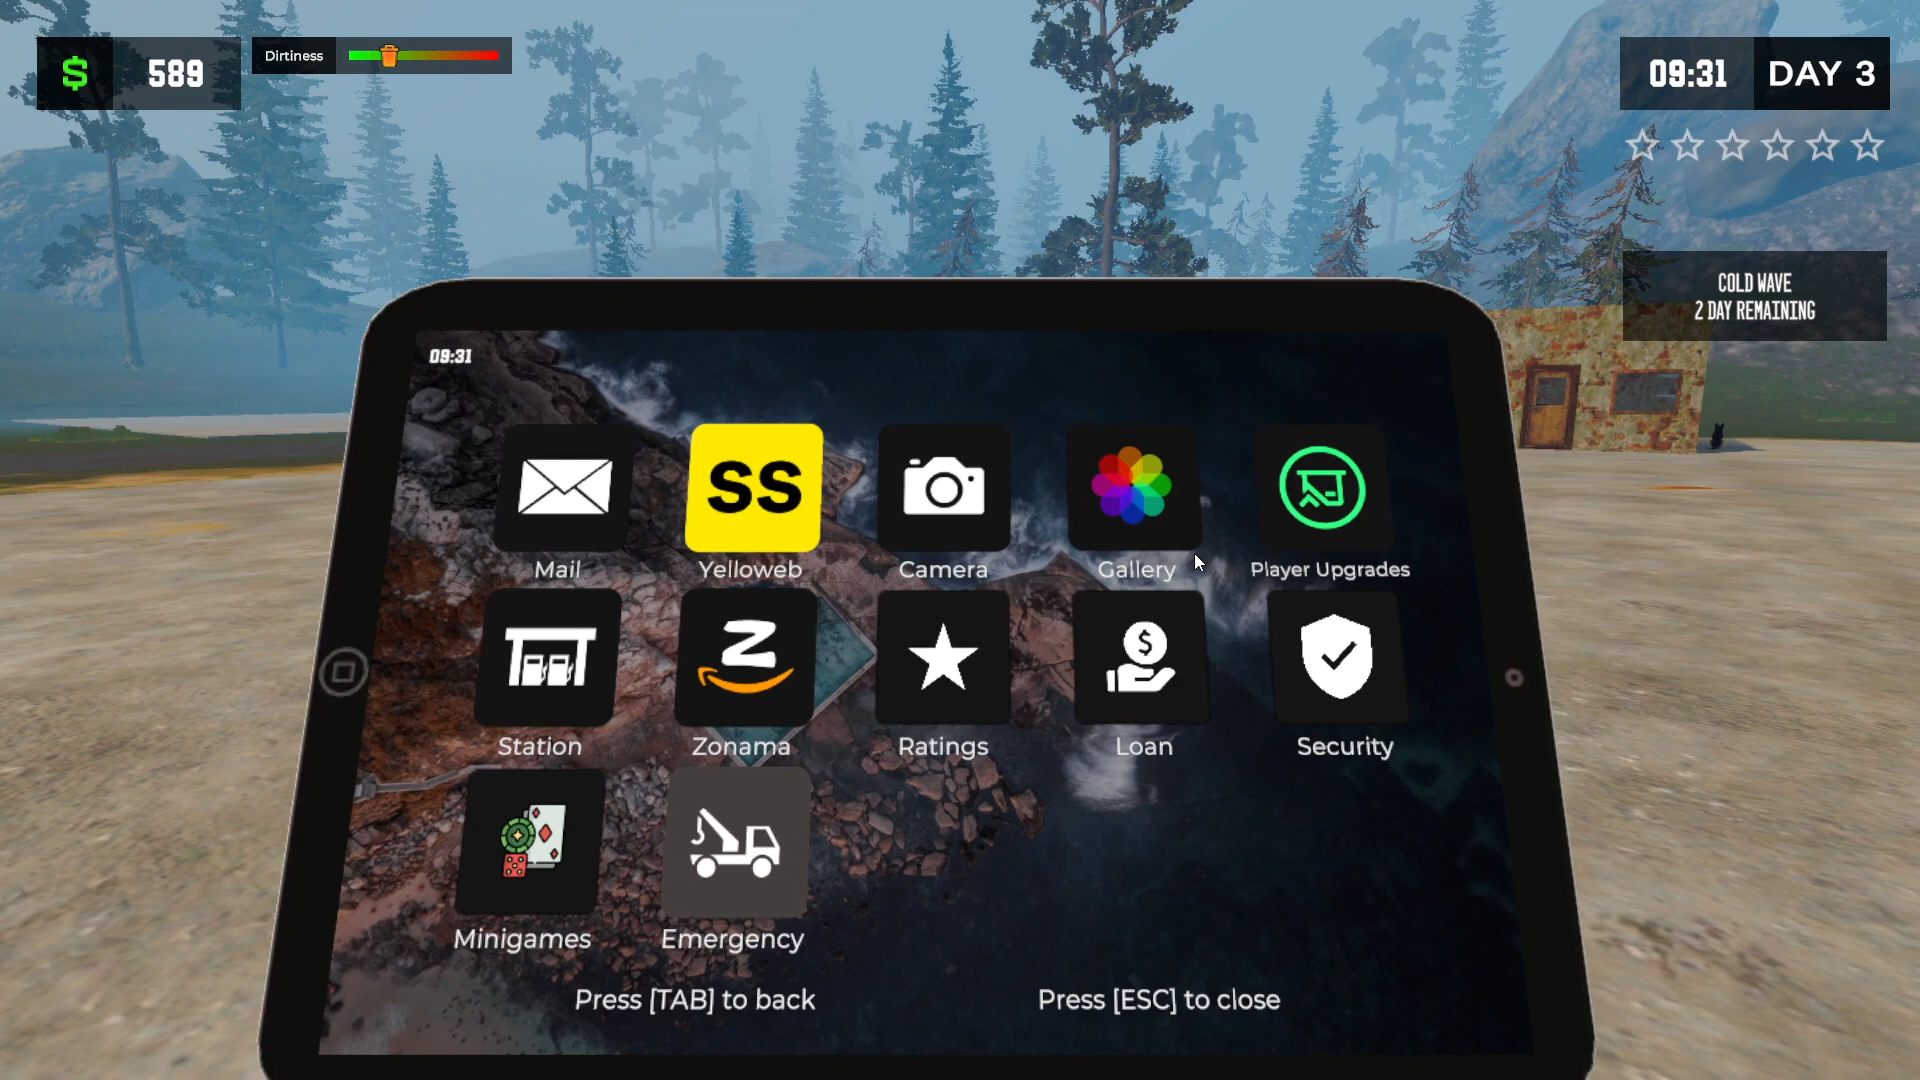 589
Dirtiness
09:31
DAY 3
COLD WAVE
2 DAY REMAINING
09:31
SS
Mail
Yelloweb
Camera
Gallery
Player Upgrades
Z
$
Station
Zonama
Ratings
Loan
Security
Minigames
Emergency
Press [TAB] to back
Press [ESC] to close